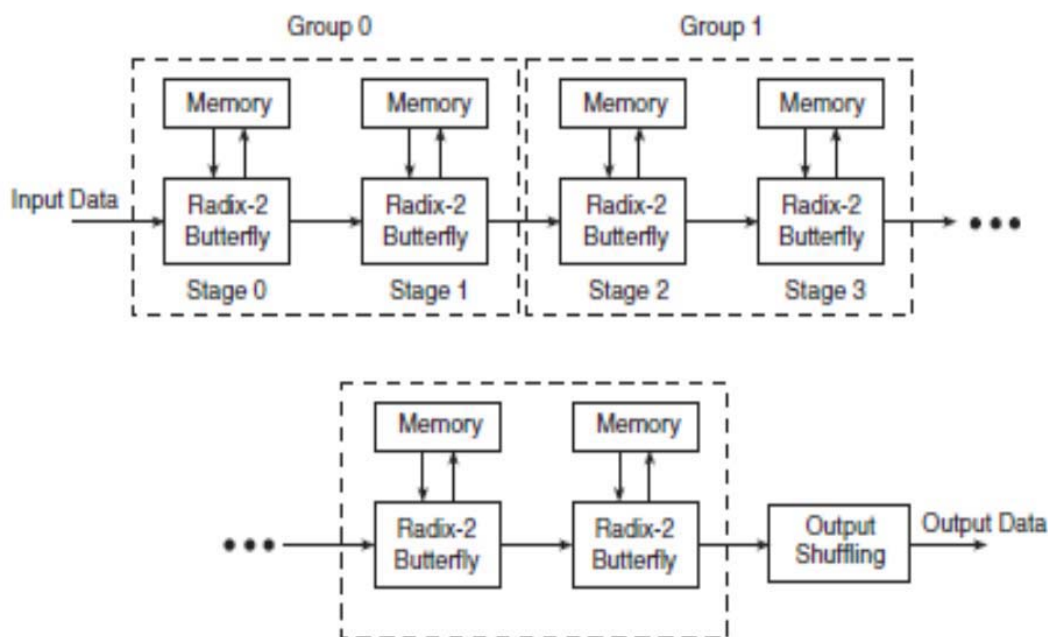 Group 0
Group 1
Memory
Memory
Memory
Memory
Input Data
Radix-2
Butterfly
Radix-2
Butterfly
Radix-2
Butterfly
Radix-2
Butterfly
Stage 0
Stage 1
Stage 2
Stage 3
Memory
Memory
Radix-2
Butterfly
Radix-2
Butterfly
Output
Shuffling
Output Data